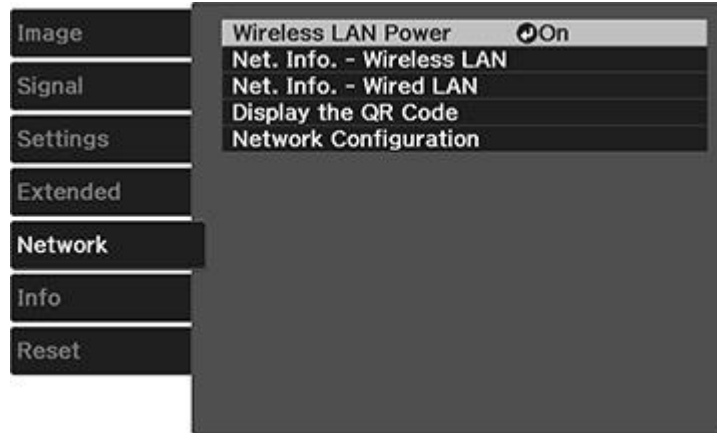 Image
Signal
Settings
Extended
Network
Info
Reset
Wireless LAN Power On
Net. Info. - Wireless LAN
Net. Info. - Wired LAN
Display the QR Code
Network Configuration